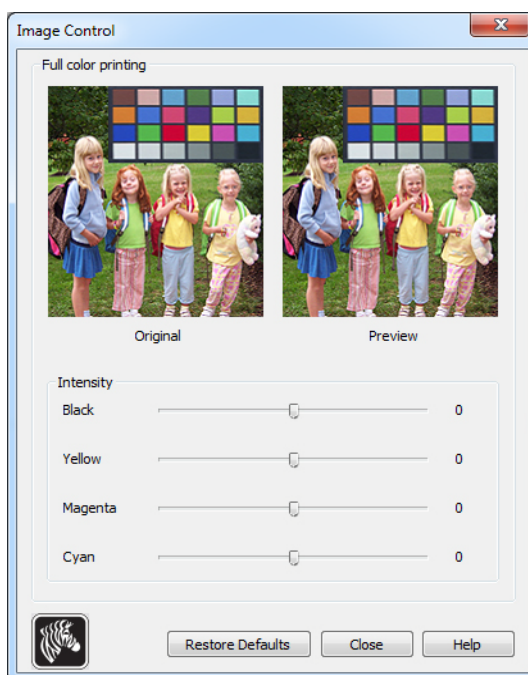 Image Control
Full color printing
Original Preview
Intensity
Black 0
Yellow 0
Magenta 0
Cyan 0
Restore Defaults Close Help